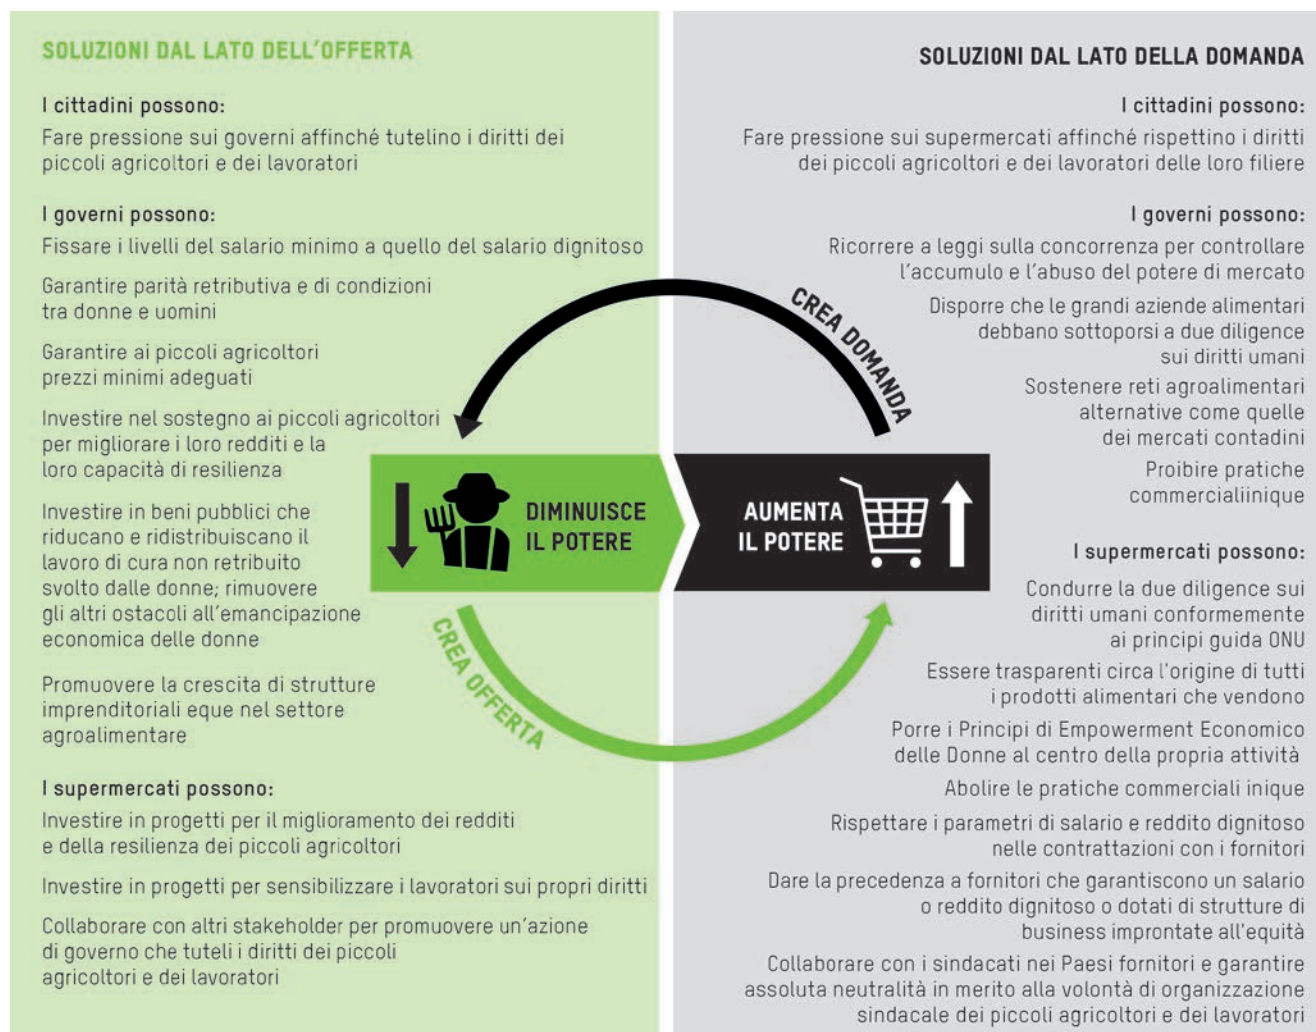 SOLUZIONI DAL LATO DELL'OFFERTA
I cittadini possono:
Fare pressione sui governi affinché tutelino i diritti dei
piccoli agricoltori e dei lavoratori
I governi possono:
Fissare i livelli del salario minimo a quello del salario dignitoso
Garantire parità retributiva e di condizioni
tra donne e uomini
Garantire ai piccoli agricoltori
prezzi minimi adeguati
Investire nel sostegno ai piccoli agricoltori
per migliorare i loro redditi e la
loro capacità di resilienza
Investire in beni pubblici che
riducano e ridistribuiscano il
lavoro di cura non retribuito
svolto dalle donne; rimuovere
gli altri ostacoli all'emancipazione
economica delle donne
Promuovere la crescita di strutture
imprenditoriali eque nel settore
agroalimentare
I supermercati possono:
Investire in progetti per il miglioramento dei redditi
e della resilienza dei piccoli agricoltori
Investire in progetti per sensibilizzare i lavoratori sui propri diritti
Collaborare con altri stakeholder per promuovere un'azione
di governo che tuteli i diritti dei piccoli
agricoltori e dei lavoratori
DIMINUISCE
IL POTERE
CREA OFFERTA
AUMENTA
IL POTERE
CREA DOMANDA
SOLUZIONI DAL LATO DELLA DOMANDA
I cittadini possono:
Fare pressione sui supermercati affinché rispettino i diritti
dei piccoli agricoltori e dei lavoratori delle loro filiere
I governi possono:
Ricorrere a leggi sulla concorrenza per controllare
l'accumulo e l'abuso del potere di mercato
Disporre che le grandi aziende alimentari
debbano sottoporsi a due diligence
sui diritti umani
Sostenere reti agroalimentari
alternative come quelle
dei mercati contadini
Proibire pratiche
commercialiinique
I supermercati possono:
Condurre la due diligence sui
diritti umani conformemente
ai principi guida ONU
Essere trasparenti circa l'origine di tutti
i prodotti alimentari che vendono
Porre i Principi di Empowerment Economico
delle Donne al centro della propria attività
Abolire le pratiche commerciali inique
Rispettare i parametri di salario e reddito dignitoso
nelle contrattazioni con i fornitori
Dare la precedenza a fornitori che garantiscono un salario
o reddito dignitoso o dotati di strutture di
business improntate all'equità
Collaborare con i sindacati nei Paesi fornitori e garantire
assoluta neutralità in merito alla volontà di organizzazione
sindacale dei piccoli agricoltori e dei lavoratori